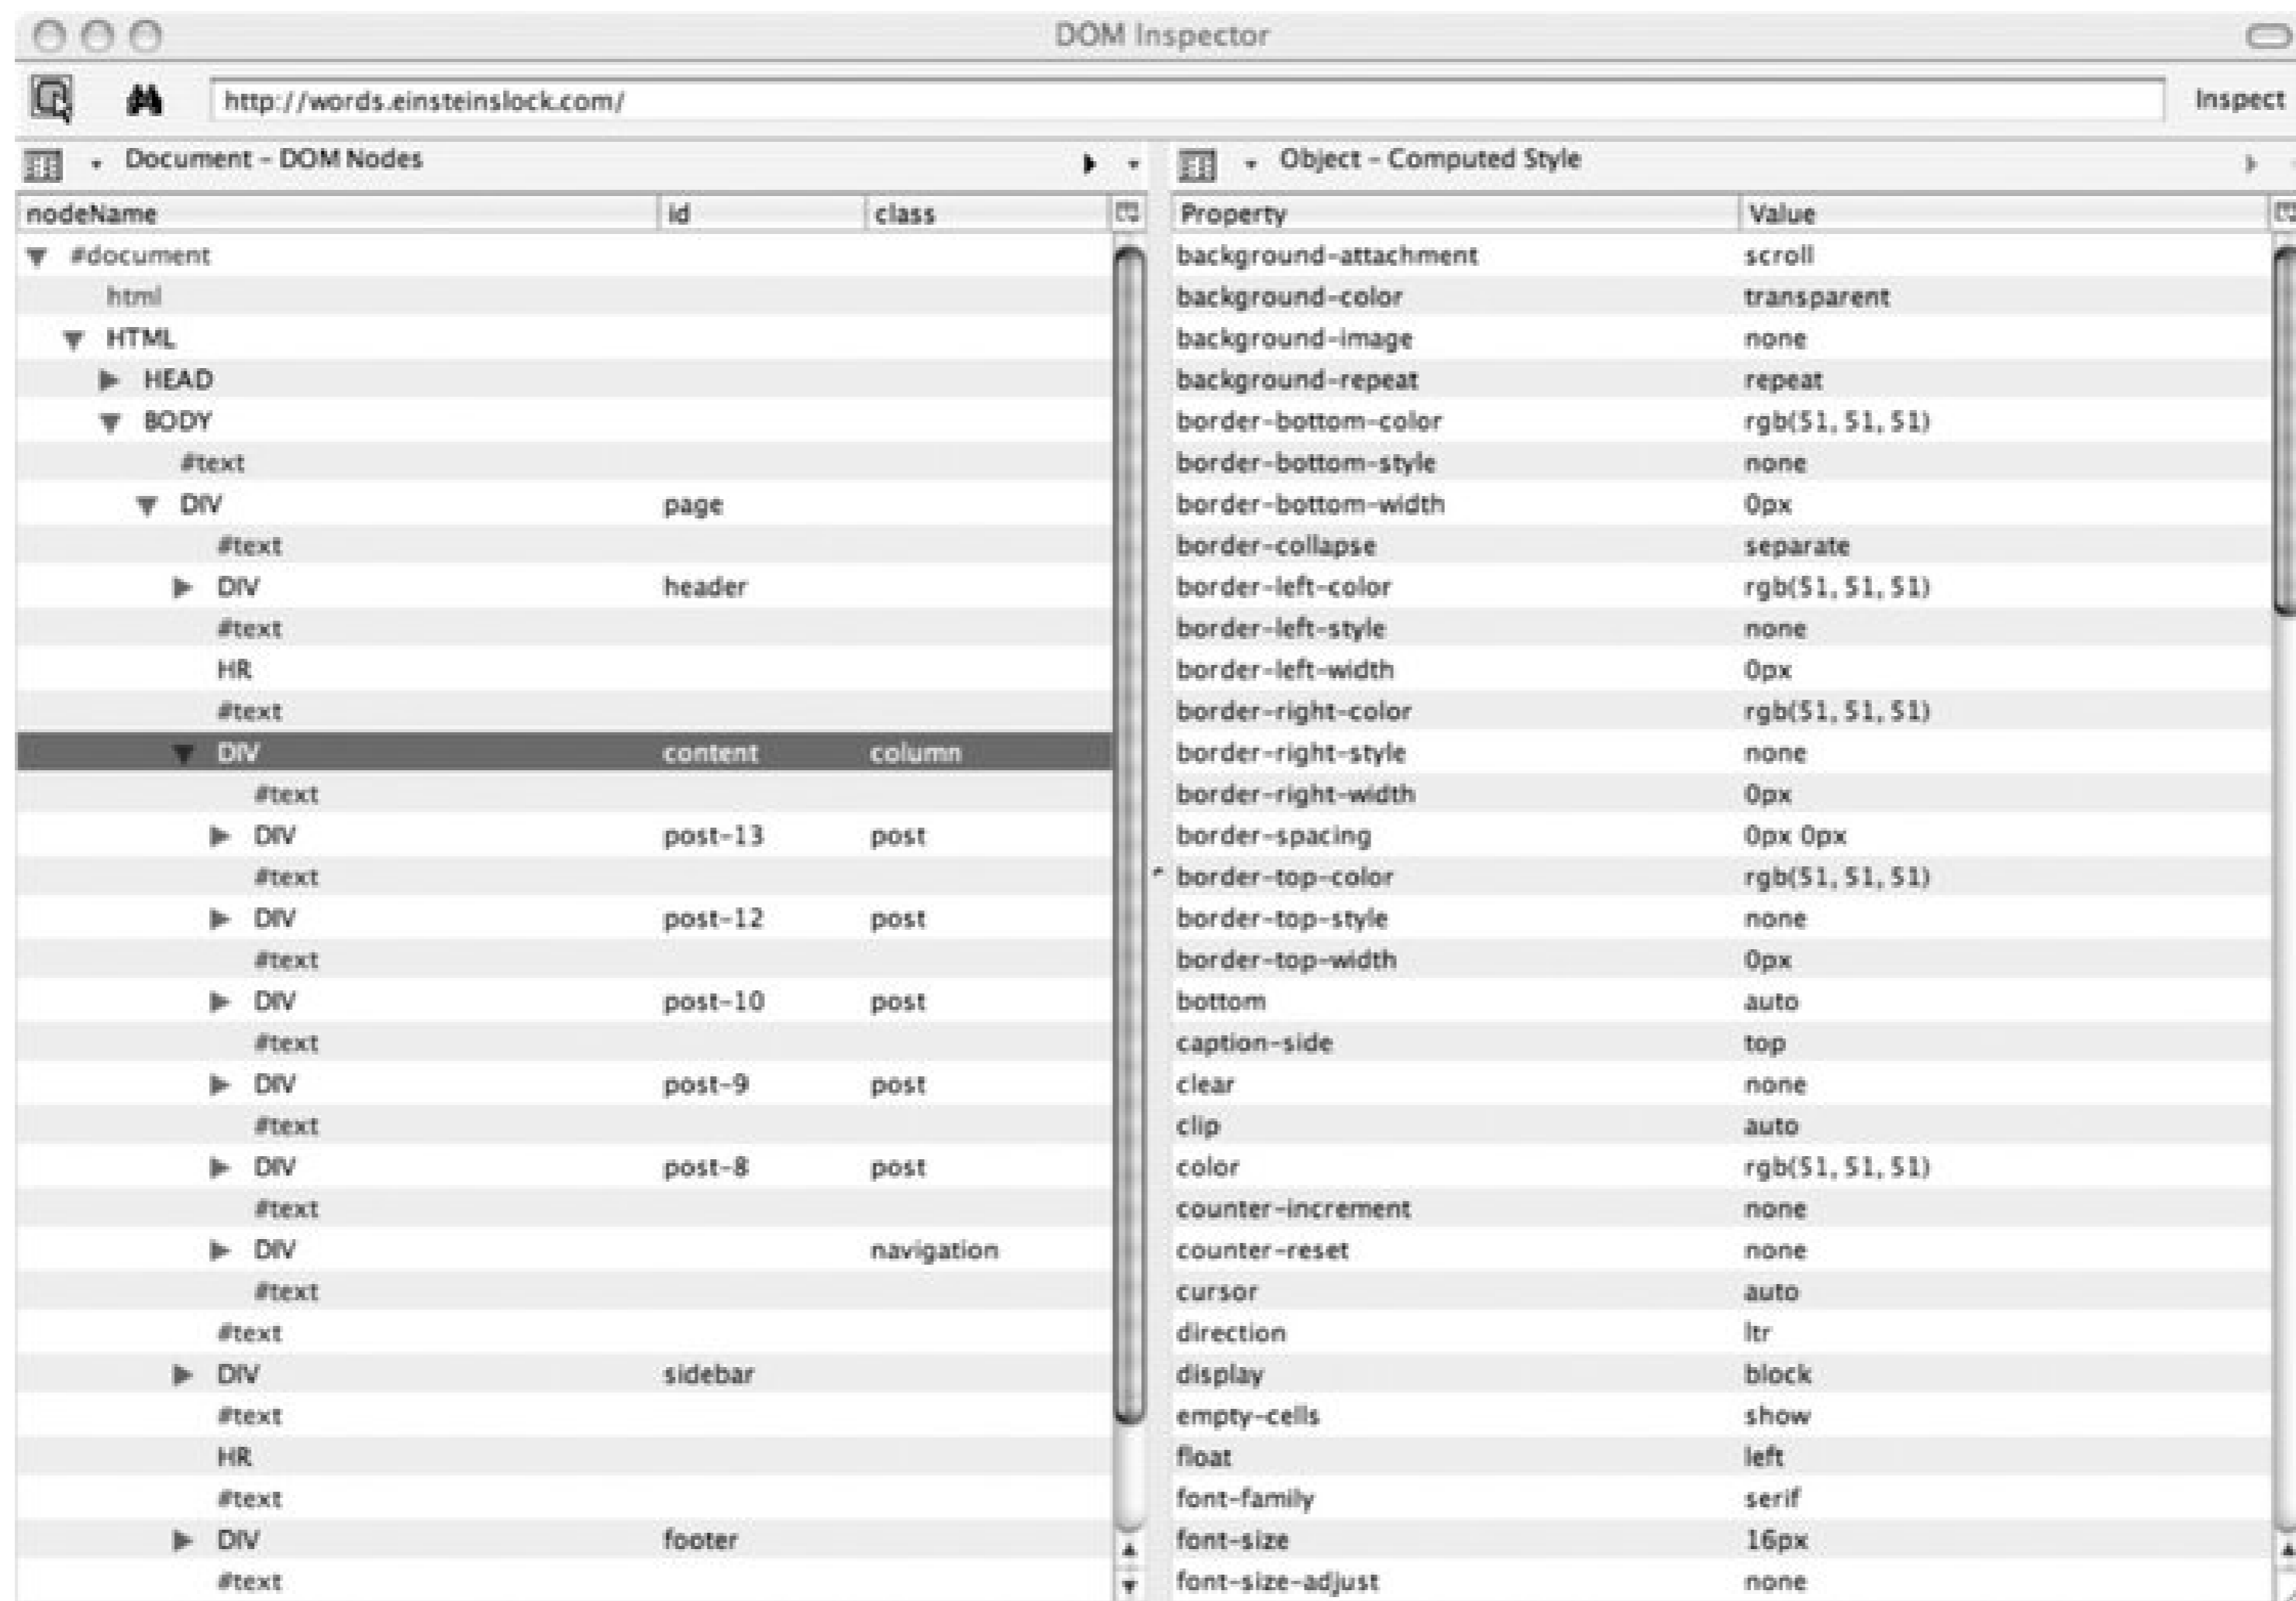 DOM Inspector
http://words.einsteinslock.com/
Inspect
Document – DOM Nodes
nodeName id class
#document
html
HTML
HEAD
BODY
#text
DIV page
#text
DIV header
#text
HR
#text
DIV content column
#text
DIV post-13 post
#text
DIV post-12 post
#text
DIV post-10 post
#text
DIV post-9 post
#text
DIV post-8 post
#text
DIV navigation
#text
#text
DIV sidebar
#text
HR
#text
DIV footer
#text
Object – Computed Style
Property Value
background-attachment scroll
background-color transparent
background-image none
background-repeat repeat
border-bottom-color rgb(51, 51, 51)
border-bottom-style none
border-bottom-width 0px
border-collapse separate
border-left-color rgb(51, 51, 51)
border-left-style none
border-left-width 0px
border-right-color rgb(51, 51, 51)
border-right-style none
border-right-width 0px
border-spacing 0px 0px
border-top-color rgb(51, 51, 51)
border-top-style none
border-top-width 0px
bottom auto
caption-side top
clear none
clip auto
color rgb(51, 51, 51)
counter-increment none
counter-reset none
cursor auto
direction ltr
display block
empty-cells show
float left
font-family serif
font-size 16px
font-size-adjust none